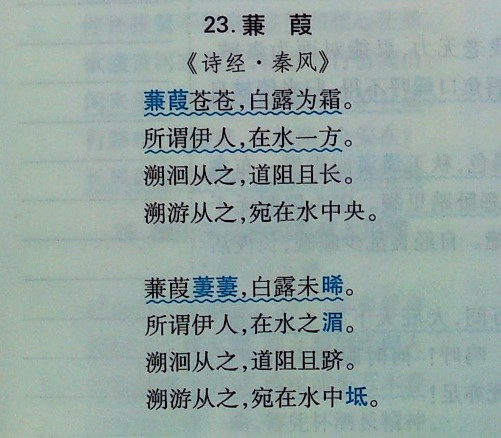 23.蒹 葭
《诗经·秦风》
蒹葭苍苍,白露为霜。
所谓伊人,在水一方。
溯洄从之,道阻且长。
溯游从之,宛在水中央。
蒹葭萋萋,白露未晞。
所谓伊人,在水之湄。
溯洄从之,道阻且跻。
溯游从之,宛在水中坻。